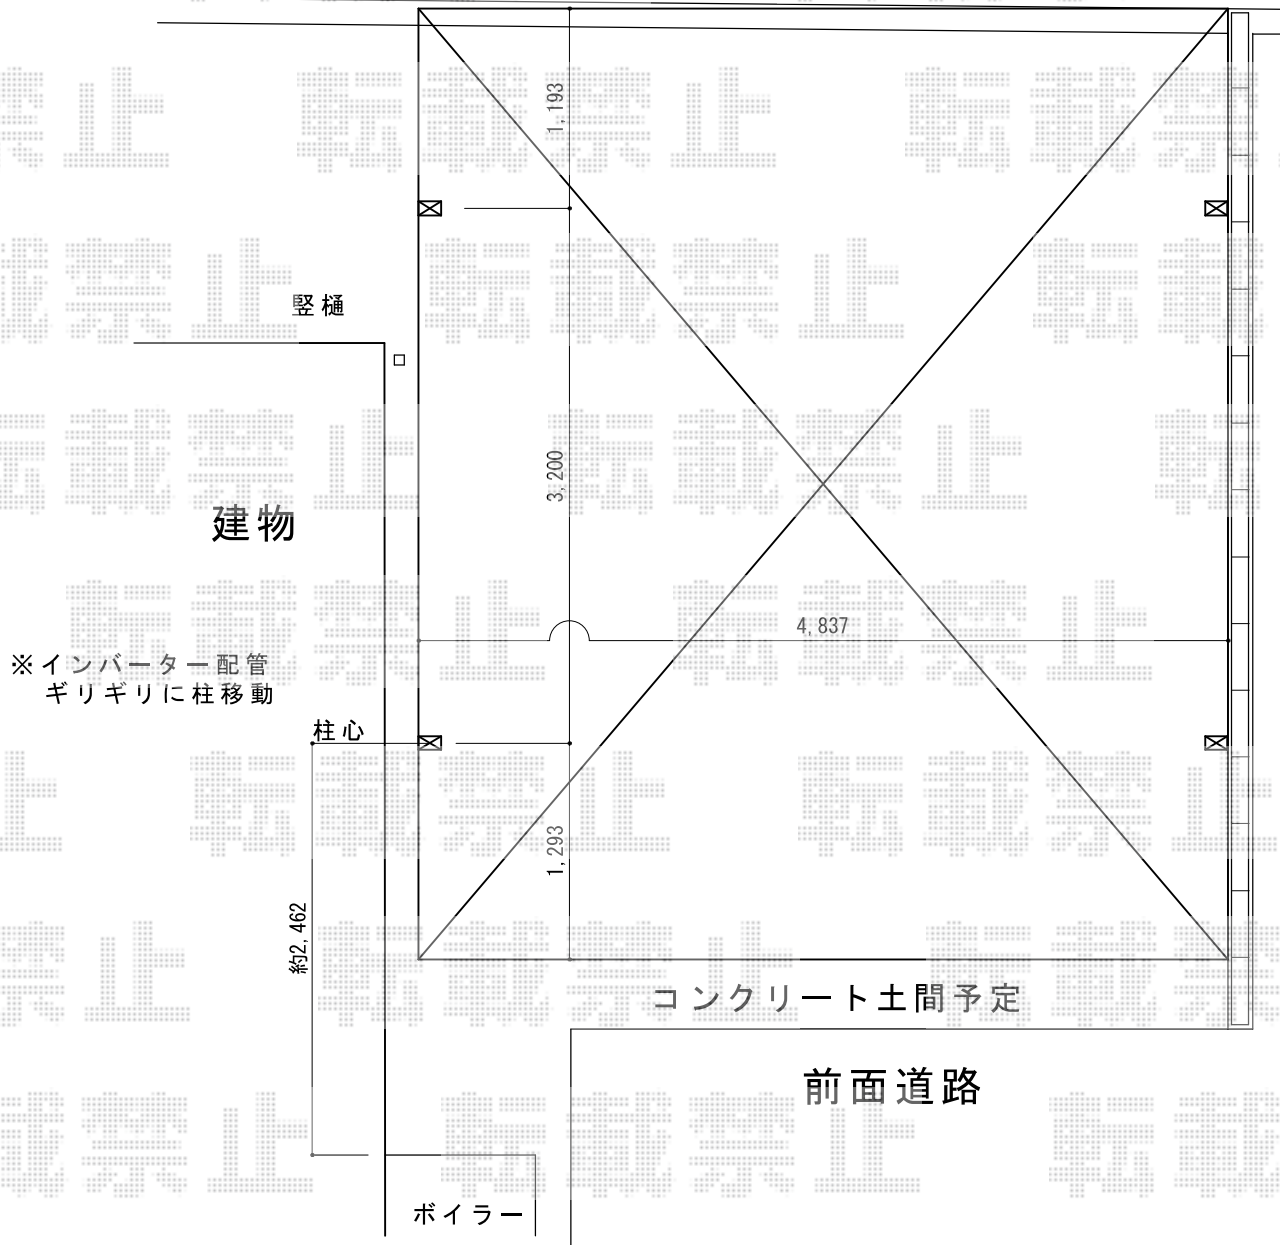 1,193
竪樋
3,200
建物
4,837
※インバーター配管
ギリギリに柱移動
柱心
1,293
約2,462
コンクリート土間予定
前面道路
ボイラー
転載禁止